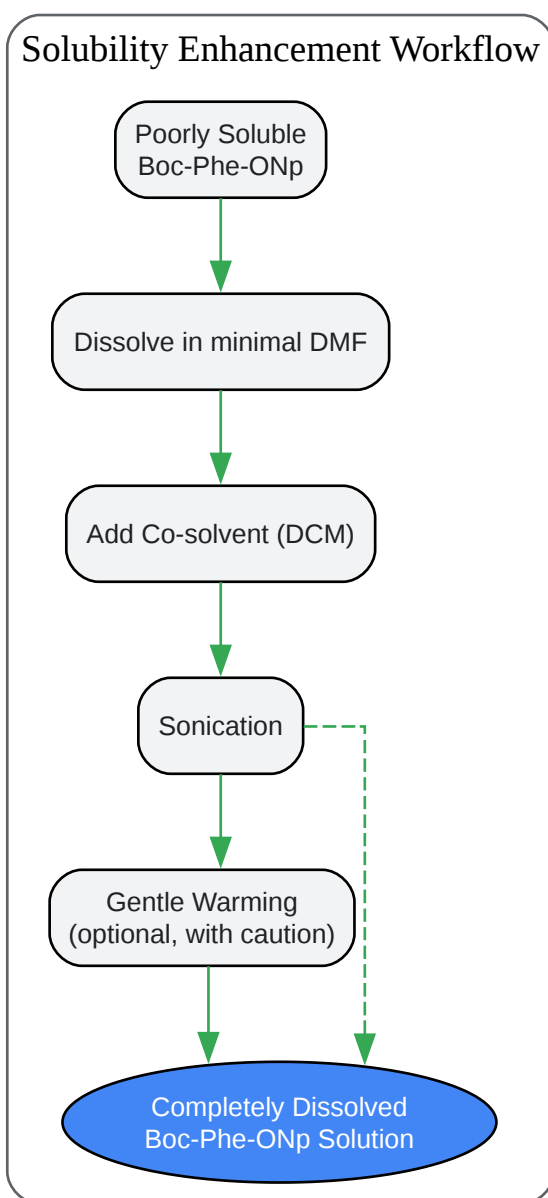 Solubility Enhancement Workflow
Poorly Soluble
Boc-Phe-ONp
Dissolve in minimal DMF
Add Co-solvent (DCM)
Sonication
Gentle Warming
(optional, with caution)
Completely Dissolved
Boc-Phe-ONp Solution